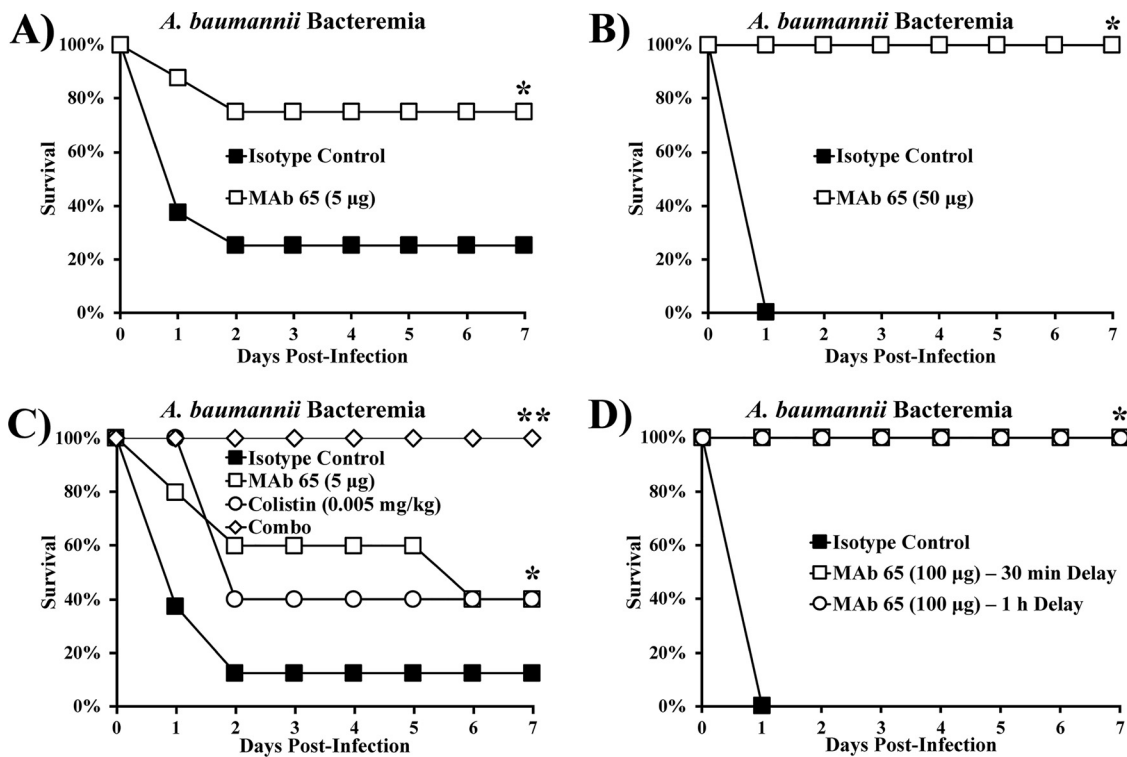 A)
A. baumannii Bacteremia
*
100%
80%
60%
40%
20%
0%
Survival
Isotype Control
MAb 65 (5 µg)
0 1 2 3 4 5 6 7
Days Post-Infection
B)
A. baumannii Bacteremia
*
100%
80%
60%
40%
20%
0%
Survival
Isotype Control
MAb 65 (50 µg)
0 1 2 3 4 5 6 7
Days Post-Infection
C)
A. baumannii Bacteremia
**
100%
80%
60%
40%
20%
0%
Survival
Isotype Control
MAb 65 (5 µg)
Colistin (0.005 mg/kg)
Combo
*
0 1 2 3 4 5 6 7
Days Post-Infection
D)
A. baumannii Bacteremia
*
100%
80%
60%
40%
20%
0%
Survival
Isotype Control
MAb 65 (100 µg) – 30 min Delay
MAb 65 (100 µg) – 1 h Delay
0 1 2 3 4 5 6 7
Days Post-Infection